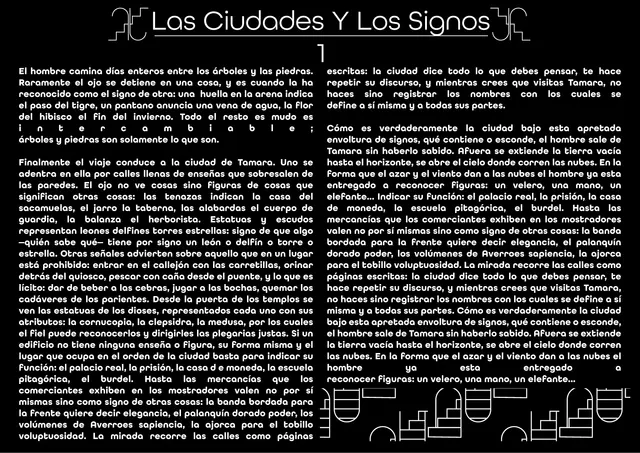 Las Ciudades Y Los Signos
1
El hombre camina días enteros entre los árboles y las piedras.
Raramente el ojo se detiene en una cosa, y es cuando la ha
reconocido como el signo de otra: una huella en la arena indica
el paso del tigre, un pantano anuncia una vena de agua, la flor
del hibisco el fin del invierno. Todo el resto es mudo es
intercambiable;
árboles y piedras son solamente lo que son.
Finalmente el viaje conduce a la ciudad de Tamara. Uno se
adentra en ella por calles llenas de enseñas que sobresalen de
las paredes. El ojo no ve cosas sino figuras de cosas que
significan otras cosas: las tenazas indican la casa del
sacamuelas, el jarro la taberna, las alabardas el cuerpo de
guardia, la balanza el herborista. Estatuas y escudos
representan leones delfines torres estrellas: signo de que algo
—quién sabe qué— tiene por signo un león o delfín o torre o
estrella. Otras señales advierten sobre aquello que en un lugar
está prohibido: entrar en el callejón con las carretillas, orinar
detrás del quiosco, pescar con caña desde el puente, y lo que es
lícito: dar de beber a las cebras, jugar a las bochas, quemar los
cadáveres de los parientes. Desde la puerta de los templos se
ven las estatuas de los dioses, representados cada uno con sus
atributos: la cornucopia, la clepsidra, la medusa, por los cuales
el fiel puede reconocerlos y dirigirles las plegarias justas. Si un
edificio no tiene ninguna enseña o figura, su forma misma y el
lugar que ocupa en el orden de la ciudad basta para indicar su
función: el palacio real, la prisión, la casa d e moneda, la escuela
pitagórica, el burdel. Hasta las mercancías que los
comerciantes exhiben en los mostradores valen no por sí
mismas sino como signo de otras cosas: la banda bordada para
la frente quiere decir elegancia, el palanquín dorado poder, los
volúmenes de Averroes sapiencia, la ajorca para el tobillo
voluptuosidad. La mirada recorre las calles como páginas
escritas: la ciudad dice todo lo que debes pensar, te hace
repetir su discurso, y mientras crees que visitas Tamara, no
haces sino registrar los nombres con los cuales se
define a sí misma y a todas sus partes.
Cómo es verdaderamente la ciudad bajo esta apretada
envoltura de signos, qué contiene o esconde, el hombre sale de
Tamara sin haberlo sabido. Afuera se extiende la tierra vacía
hasta el horizonte, se abre el cielo donde corren las nubes. En la
forma que el azar y el viento dan a las nubes el hombre ya esta
entregado a reconocer figuras: un velero, una mano, un
elefante... Indicar su función: el palacio real, la prisión, la casa
de moneda, la escuela pitagórica, el burdel. Hasta las
mercancías que los comerciantes exhiben en los mostradores
valen no por sí mismas sino como signo de otras cosas: la banda
bordada para la frente quiere decir elegancia, el palanquín
dorado poder, los volúmenes de Averroes sapiencia, la ajorca
para el tobillo voluptuosidad. La mirada recorre las calles como
páginas escritas: la ciudad dice todo lo que debes pensar, te
hace repetir su discurso, y mientras crees que visitas Tamara,
no haces sino registrar los nombres con los cuales se define a sí
misma y a todas sus partes. Cómo es verdaderamente la ciudad
bajo esta apretada envoltura de signos, qué contiene o esconde,
el hombre sale de Tamara sin haberlo sabido. Afuera se extiende
la tierra vacía hasta el horizonte, se abre el cielo donde corren
las nubes. En la forma que el azar y el viento dan a las nubes el
hombre ya esta entregado a
reconocer figuras: un velero, una mano, un elefante...